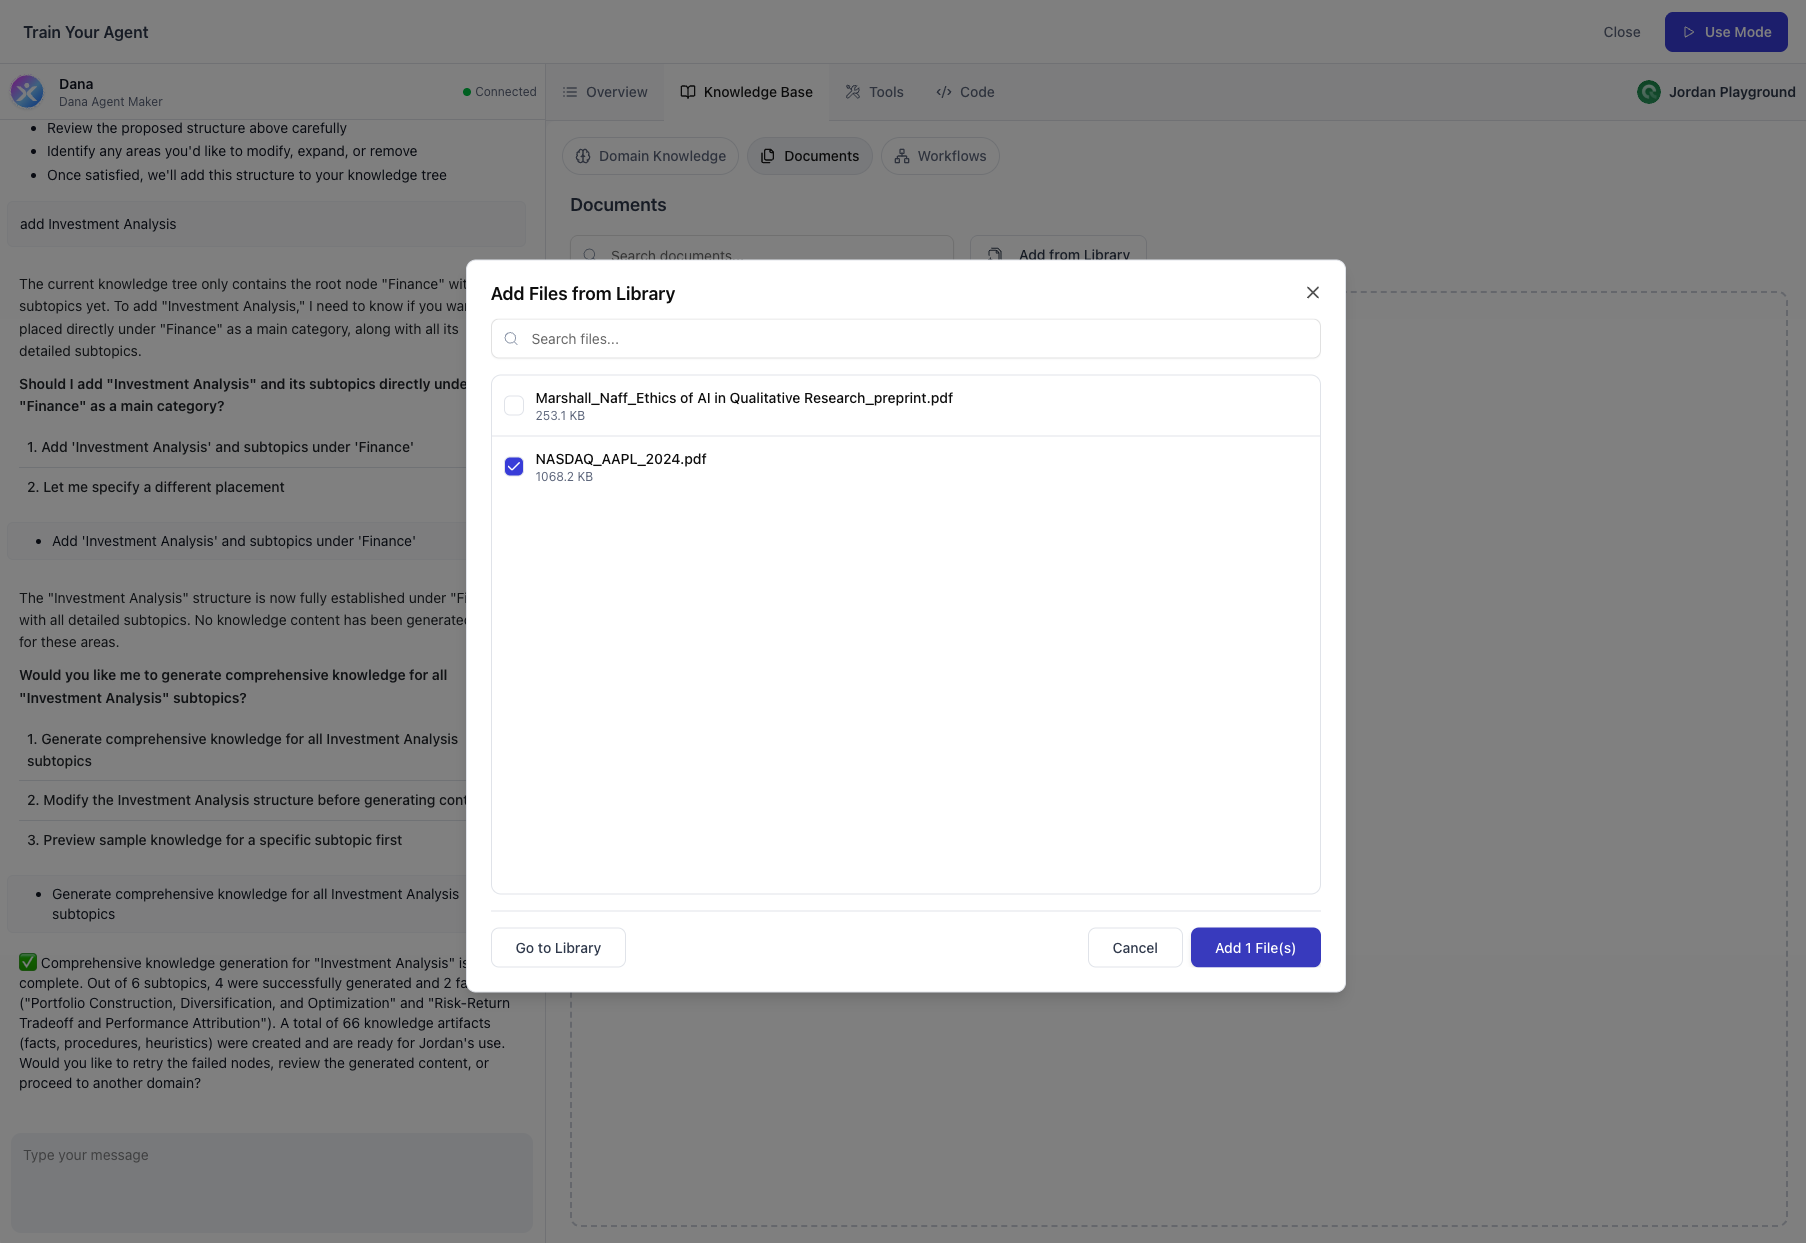 Train Your Agent
Close
Use Mode
Dana
Dana Agent Maker
Connected
Overview
Knowledge Base
Tools
Code
Jordan Playground
• Review the proposed structure above carefully
• Identify any areas you'd like to modify, expand, or remove
• Once satisfied, we'll add this structure to your knowledge tree
add Investment Analysis
The current knowledge tree only contains the root node "Finance"
subtopics yet. To add "Investment Analysis," I need to know if you
placed directly under "Finance" as a main category, along with all its
detailed subtopics.
Should I add "Investment Analysis" and its subtopics directly
"Finance" as a main category?
1. Add 'Investment Analysis' and subtopics under 'Finance'
2. Let me specify a different placement
• Add 'Investment Analysis' and subtopics under 'Finance'
The "Investment Analysis" structure is now fully established under
with all detailed subtopics. No knowledge content has been generated
for these areas.
Would you like me to generate comprehensive knowledge for all
"Investment Analysis" subtopics?
1. Generate comprehensive knowledge for all Investment Analysis
subtopics
2. Modify the Investment Analysis structure before generating
3. Preview sample knowledge for a specific subtopic first
• Generate comprehensive knowledge for all Investment Analysis
subtopics
✅ Comprehensive knowledge generation for "Investment Analysis" is
complete. Out of 6 subtopics, 4 were successfully generated and 2
("Portfolio Construction, Diversification, and Optimization" and "Risk-Return
Tradeoff and Performance Attribution"). A total of 66 knowledge artifacts
(facts, procedures, heuristics) were created and are ready for Jordan's use.
Would you like to retry the failed nodes, review the generated content, or
proceed to another domain?
Type your message
Domain Knowledge
Documents
Workflows
Documents
Search documents...
Add from Library
Add Files from Library
Search files...
Marshall_Naff_Ethics of AI in Qualitative Research_preprint.pdf
253.1 KB
NASDAQ_AAPL_2024.pdf
1068.2 KB
Go to Library
Cancel
Add 1 File(s)